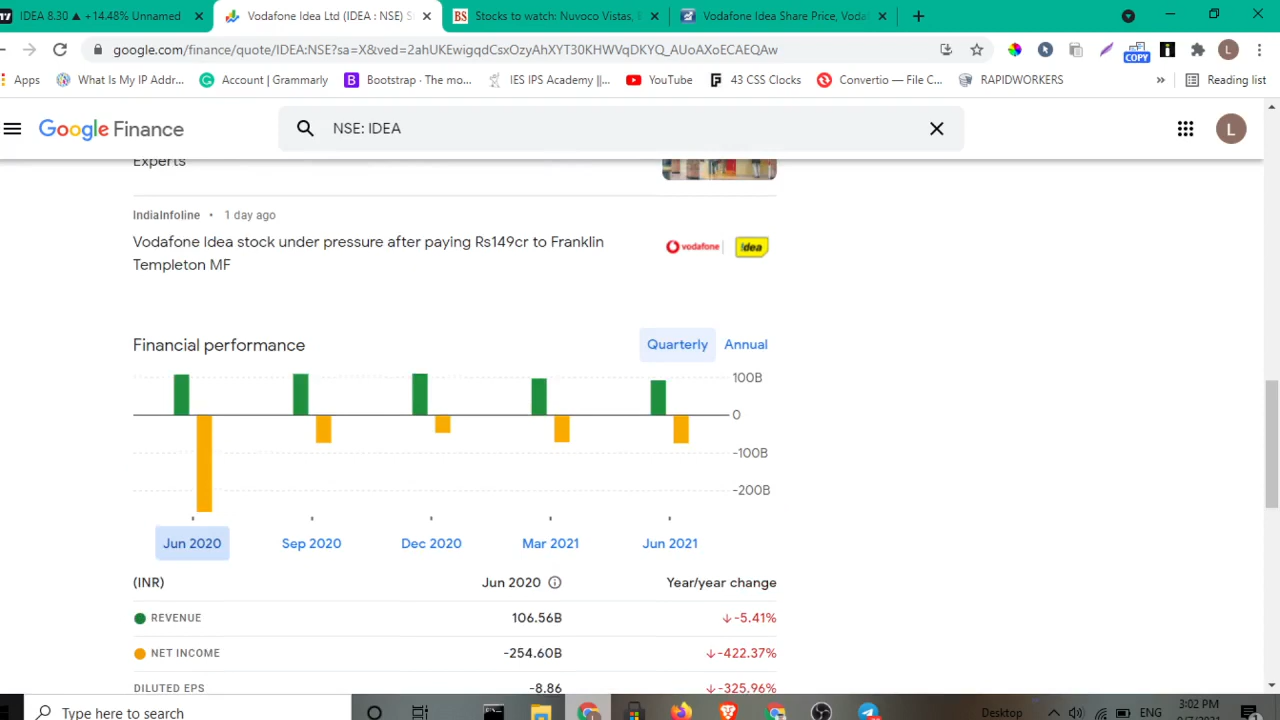 IDEA 8.30 ▲ +14.48% Unnamed
Vodafone Idea Ltd (IDEA : NSE) S
BS Stocks to watch: Nuvoco Vistas,
Vodafone Idea Share Price, Voda
google.com/finance/quote/IDEA:NSE?sa=X&ved=2ahUKEwigqdCsxOzyAhXYT30KHWVqDKYQ_AUoAXoECAEQAw
COPY
L
Apps
What Is My IP Addr...
Account | Grammarly
Bootstrap · The mo...
IES IPS Academy ||...
YouTube
43 CSS Clocks
Convertio — File C...
RAPIDWORKERS
»
Reading list
Google Finance
NSE: IDEA
L
Experts
IndiaInfoline • 1 day ago
Vodafone Idea stock under pressure after paying Rs149cr to Franklin
Templeton MF
vodafone
!dea
Financial performance
Quarterly
Annual
100B
0
-100B
-200B
Jun 2020
Sep 2020
Dec 2020
Mar 2021
Jun 2021
(INR)
Jun 2020
Year/year change
REVENUE
106.56B
↓-5.41%
NET INCOME
-254.60B
↓-422.37%
DILUTED EPS
-8.86
↓-325.96%
Type here to search
Desktop
ENG
3:02 PM